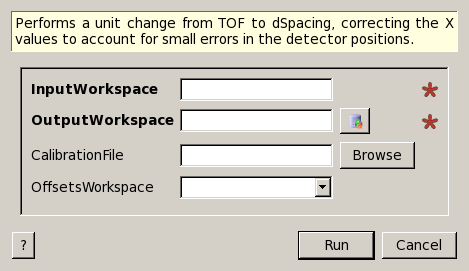 Performs a unit change from TOF to dSpacing, correcting the X
values to account for small errors in the detector positions.
InputWorkspace
OutputWorkspace
CalibrationFile Browse
OffsetsWorkspace
? Run Cancel